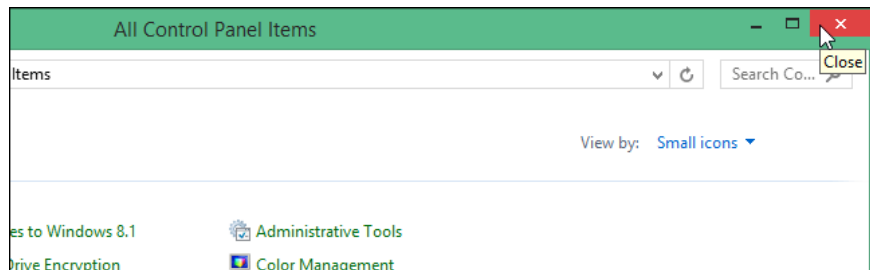 All Control Panel Items
Close
Items
Search Co...
View by: Small icons
es to Windows 8.1
Administrative Tools
Drive Encryption
Color Management